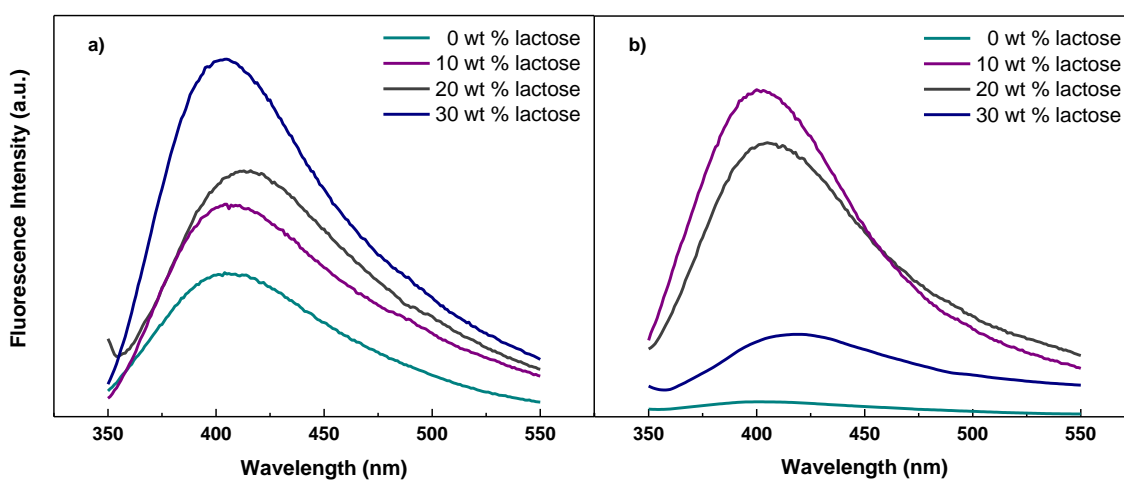 a)
0 wt % lactose
10 wt % lactose
20 wt % lactose
30 wt % lactose
b)
0 wt % lactose
10 wt % lactose
20 wt % lactose
30 wt % lactose
Fluorescence Intensity (a.u.)
350 400 450 500 550
350 400 450 500 550
Wavelength (nm)
Wavelength (nm)